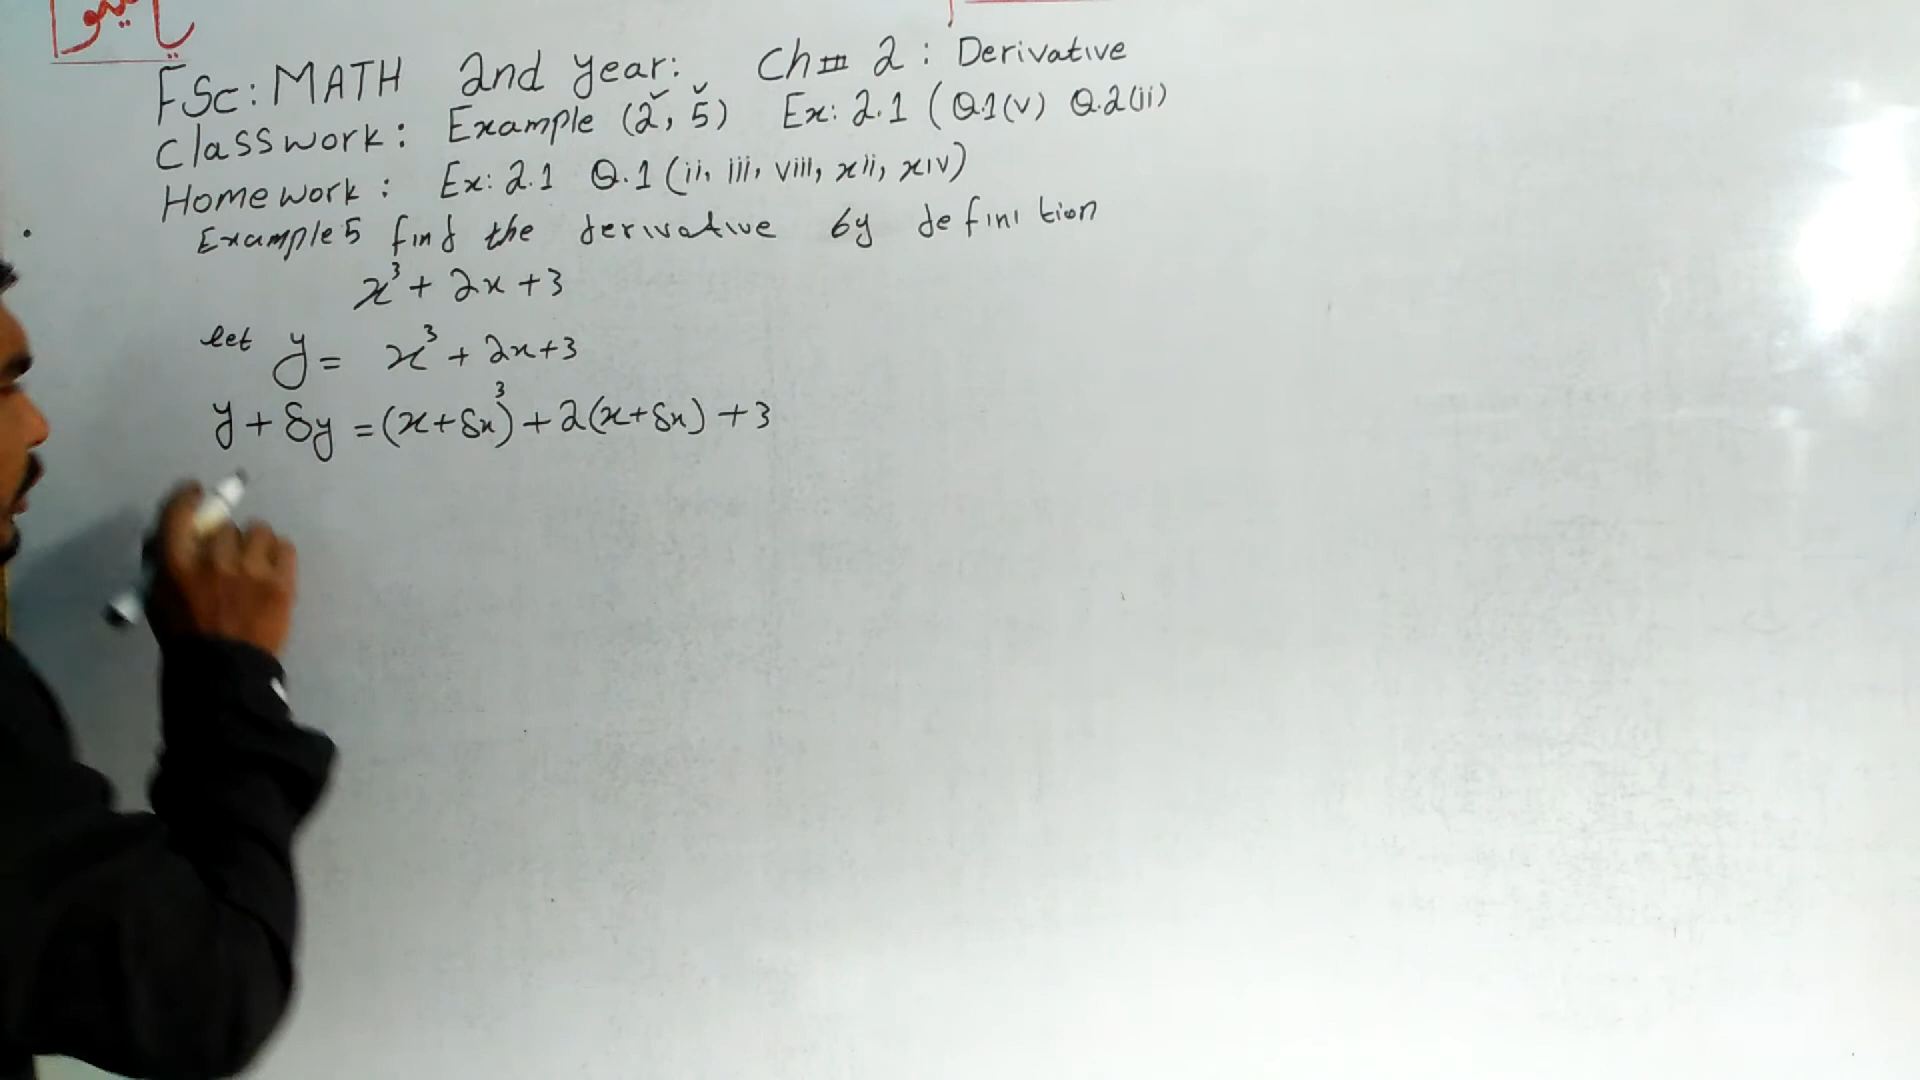 FSc: MATH 2nd year: Ch 2: Derivative
Classwork: Example (2, 5) Ex: 2.1 (Q.1(v) Q.2(ii)
Homework: Ex: 2.1 Q.1 (ii, iii, viii, xii, xiv)
Example 5 find the derivative by definition
x³ + 2x + 3
let y = x³ + 2x + 3
y + δy = (x + δx)³ + 2(x + δx) + 3